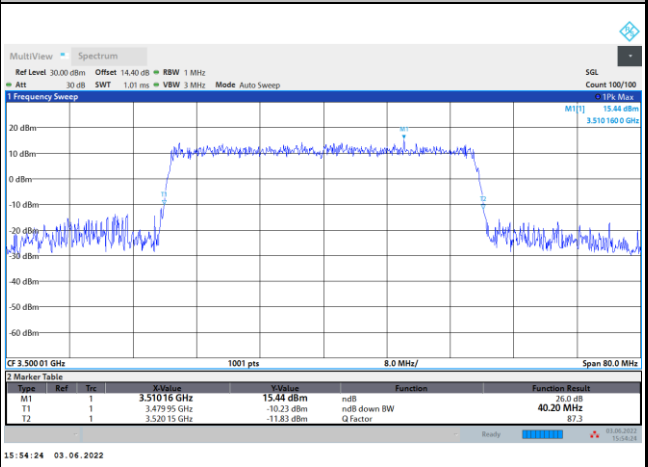 MultiView Spectrum
Ref Level 30.00 dBm Offset 14.40 dB RBW 1 MHz SGL
Att 30 dB SWT 1.01 ms VBW 3 MHz Mode Auto Sweep Count 100/100
1 Frequency Sweep 1Pk Max
M1[1] 15.44 dBm
3.510 160 0 GHz
M1
20 dBm
10 dBm
0 dBm
T1
T2
-10 dBm
-20 dBm
-30 dBm
-40 dBm
-50 dBm
-60 dBm
CF 3.500 01 GHz 1001 pts 8.0 MHz/ Span 80.0 MHz
2 Marker Table
Type Ref Trc X-Value Y-Value Function Function Result
M1 1 3.510 16 GHz 15.44 dBm ndB 26.0 dB
T1 1 3.479 95 GHz -10.23 dBm ndB down BW 40.20 MHz
T2 1 3.520 15 GHz -11.83 dBm Q Factor 87.3
Ready 03.06.2022
15:54:24
15:54:24 03.06.2022